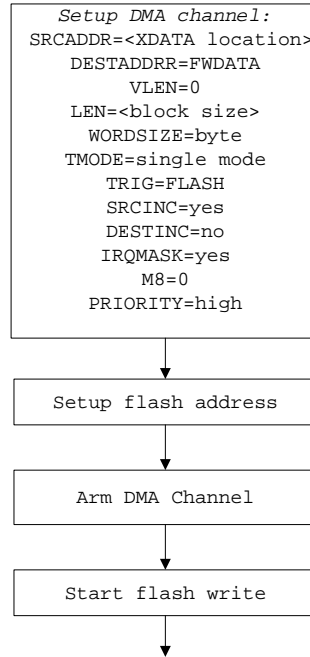 Setup DMA channel:
SRCADDR=<XDATA location>
DESTADDRR=FWDATA
VLEN=0
LEN=<block size>
WORDSIZE=byte
TMODE=single mode
TRIG=FLASH
SRCINC=yes
DESTINC=no
IRQMASK=yes
M8=0
PRIORITY=high
Setup flash address
Arm DMA Channel
Start flash write